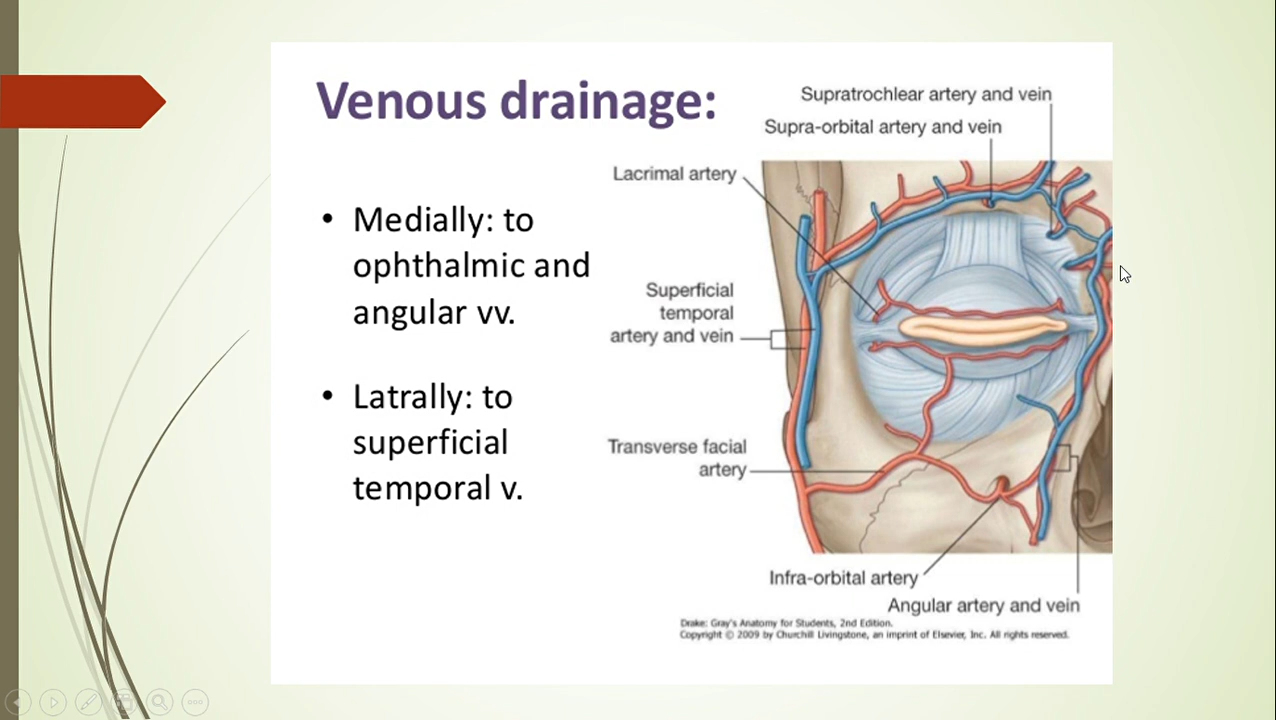 Venous drainage:
• Medially: to
ophthalmic and
angular vv.
• Latrally: to
superficial
temporal v.
Supratrochlear artery and vein
Supra-orbital artery and vein
Lacrimal artery
Superficial
temporal
artery and vein
Transverse facial
artery
Infra-orbital artery
Angular artery and vein
Drake: Gray's Anatomy for Students, 2nd Edition.
Copyright © 2009 by Churchill Livingstone, an imprint of Elsevier, Inc. All rights reserved.